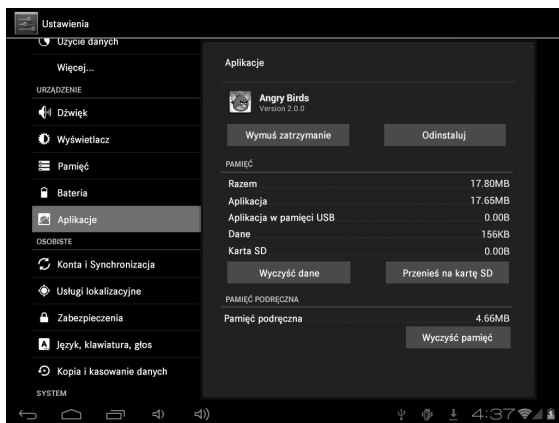 Ustawienia
Użycie danych
Więcej...
URZĄDZENIE
Dźwięk
Wyświetlacz
Pamięć
Bateria
Aplikacje
OSOBISTE
Konta i Synchronizacja
Usługi lokalizacyjne
Zabezpieczenia
Język, klawiatura, głos
Kopia i kasowanie danych
SYSTEM
Aplikacje
Angry Birds
Version 2.0.0
Wymuś zatrzymanie Odinstaluj
PAMIĘĆ
Razem 17.80MB
Aplikacja 17.65MB
Aplikacja w pamięci USB 0.00B
Dane 156KB
Karta SD 0.00B
Wyczyść dane Przenieś na kartę SD
PAMIĘĆ PODRĘCZNA
Pamięć podręczna 4.66MB
Wyczyść pamięć
4:37